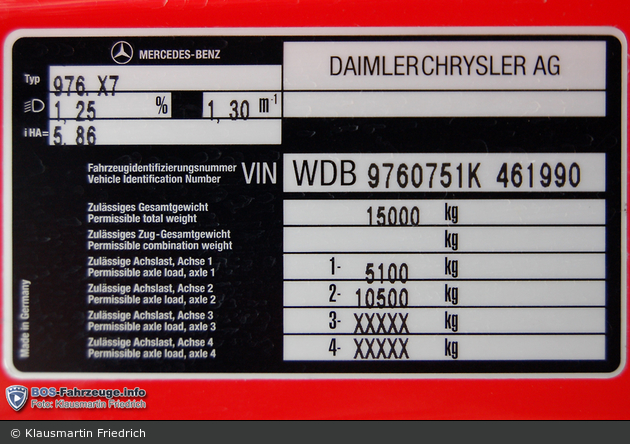 MERCEDES-BENZ
DAIMLERCHRYSLER AG
Typ 976. X7
1, 25 % 1, 30 m-1
i HA= 5. 86
Fahrzeugidentifizierungsnummer
Vehicle Identification Number
VIN WDB 9760751K 461990
Zulässiges Gesamtgewicht
Permissible total weight
15000 kg
Zulässiges Zug-Gesamtgewicht
Permissible combination weight
kg
Zulässige Achslast, Achse 1
Permissible axle load, axle 1
1- 5100 kg
Zulässige Achslast, Achse 2
Permissible axle load, axle 2
2- 10500 kg
Zulässige Achslast, Achse 3
Permissible axle load, axle 3
3- XXXXX kg
Zulässige Achslast, Achse 4
Permissible axle load, axle 4
4- XXXXX kg
Made in Germany
BOS-Fahrzeuge.Info
Foto: Klausmartin Friedrich
© Klausmartin Friedrich